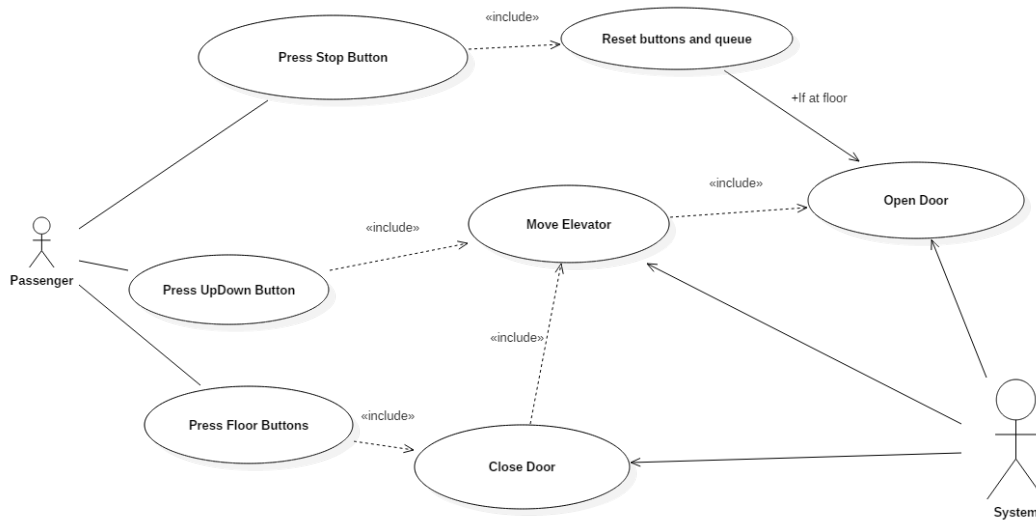 «include»
Press Stop Button
Reset buttons and queue
+If at floor
«include»
Open Door
«include»
Move Elevator
Passenger
Press UpDown Button
«include»
«include»
Press Floor Buttons
Close Door
System